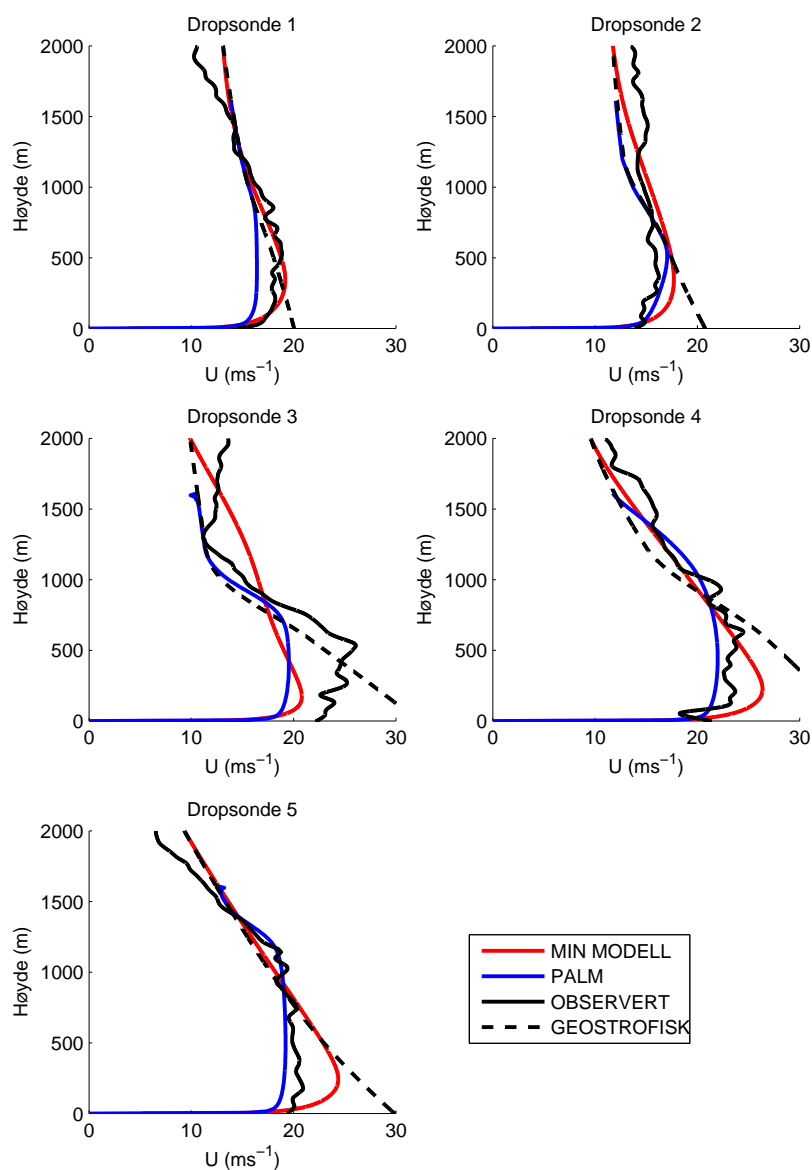 Dropsonde 1
2000
1500
1000
500
0
Høyde (m)
0 10 20 30
U (ms⁻¹)
Dropsonde 2
2000
1500
1000
500
0
Høyde (m)
0 10 20 30
U (ms⁻¹)
Dropsonde 3
2000
1500
1000
500
0
Høyde (m)
0 10 20 30
U (ms⁻¹)
Dropsonde 4
2000
1500
1000
500
0
Høyde (m)
0 10 20 30
U (ms⁻¹)
Dropsonde 5
2000
1500
1000
500
0
Høyde (m)
0 10 20 30
U (ms⁻¹)
MIN MODELL
PALM
OBSERVERT
GEOSTROFISK